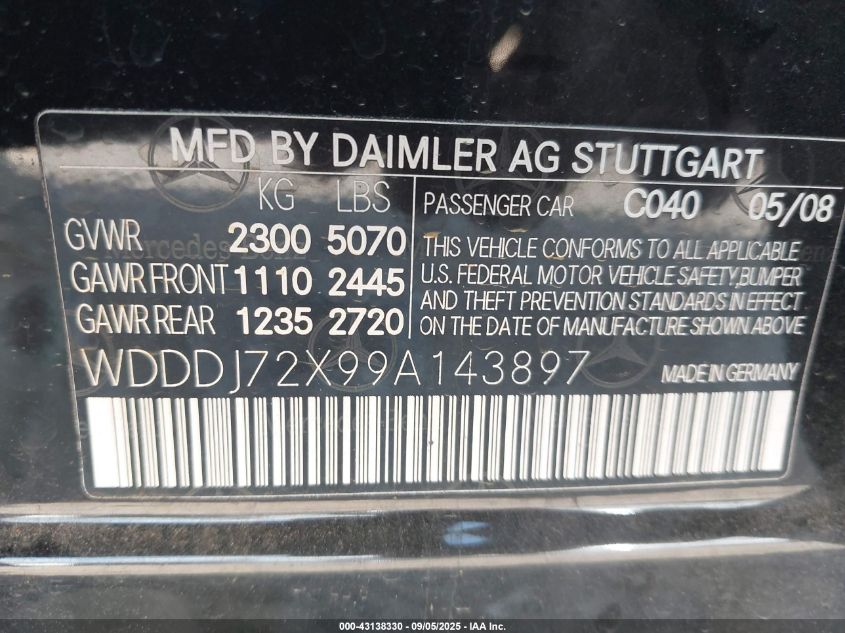 MFD BY DAIMLER AG STUTTGART
KG LBS
GVWR 2300 5070
GAWR FRONT 1110 2445
GAWR REAR 1235 2720
PASSENGER CAR C040 05/08
THIS VEHICLE CONFORMS TO ALL APPLICABLE
U.S. FEDERAL MOTOR VEHICLE SAFETY, BUMPER
AND THEFT PREVENTION STANDARDS IN EFFECT
ON THE DATE OF MANUFACTURE SHOWN ABOVE
WDDDJ72X99A143897 MADE IN GERMANY
000-43138330 - 09/05/2025 - IAA Inc.